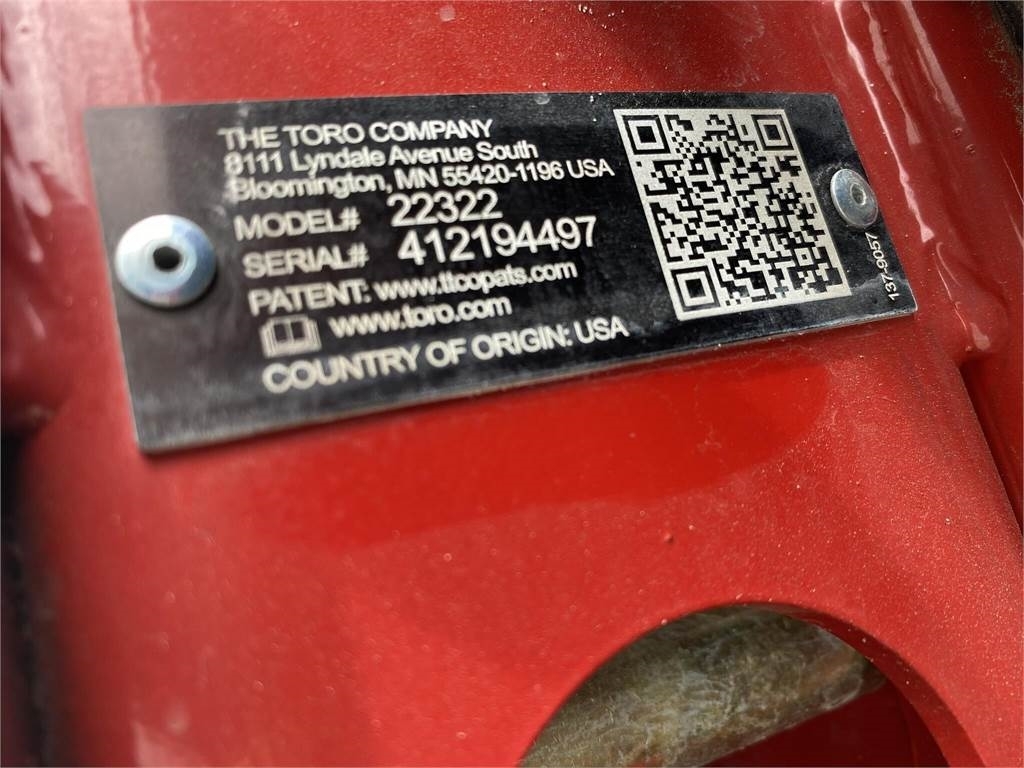 THE TORO COMPANY
8111 Lyndale Avenue South
Bloomington, MN 55420-1196 USA
MODEL# 22322
SERIAL# 412194497
PATENT: www.ttcopats.com
www.toro.com
COUNTRY OF ORIGIN: USA
137-9057